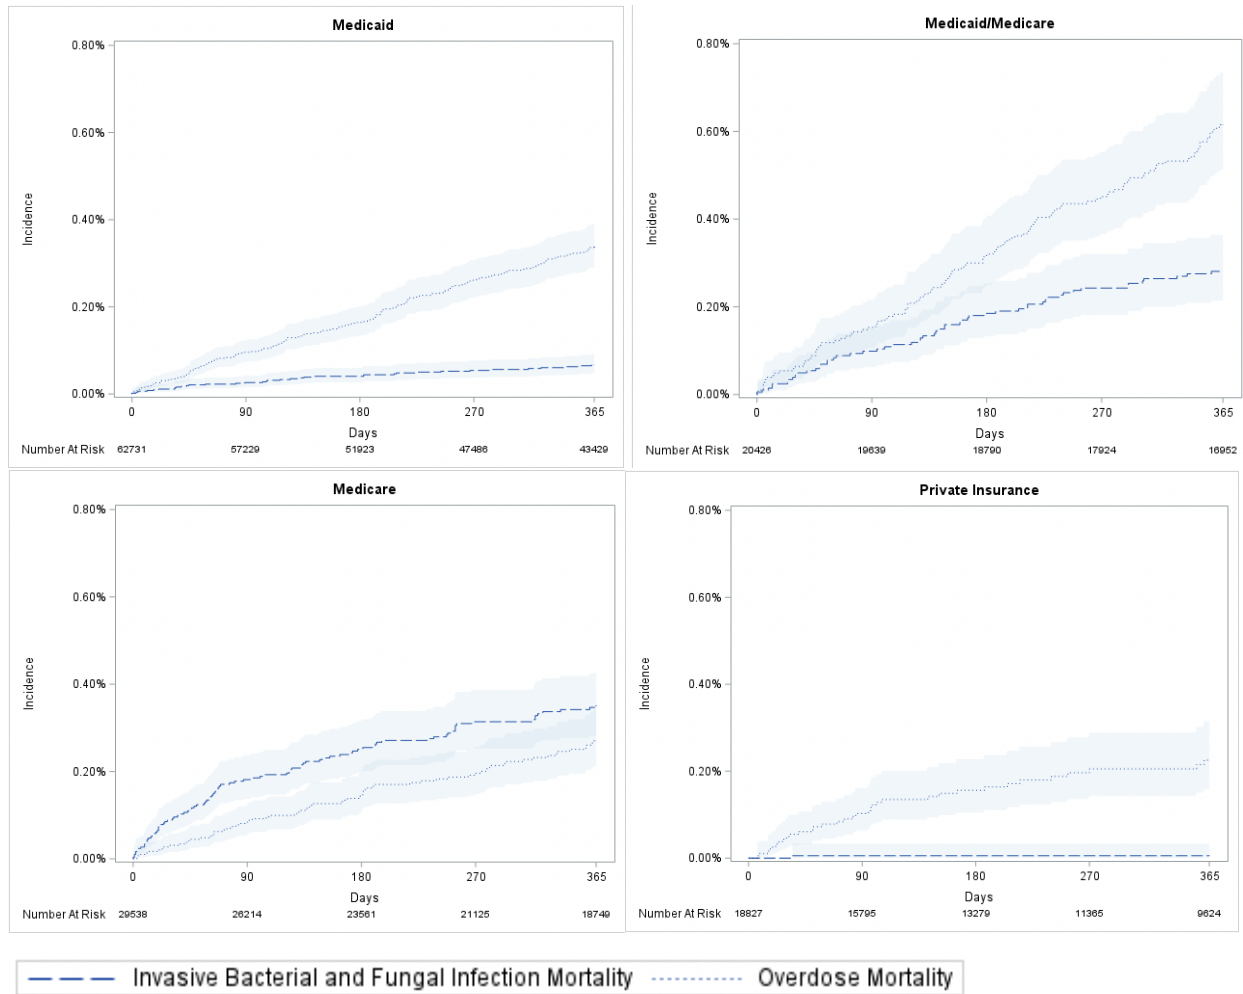 Medicaid
0.80%
0.60%
0.40%
0.20%
0.00%
Incidence
0 90 180 270 365
Days
Number At Risk 62731 57229 51923 47486 43429
Medicaid/Medicare
0.80%
0.60%
0.40%
0.20%
0.00%
Incidence
0 90 180 270 365
Days
Number At Risk 20426 19639 18790 17924 16952
Medicare
0.80%
0.60%
0.40%
0.20%
0.00%
Incidence
0 90 180 270 365
Days
Number At Risk 29538 26214 23561 21125 18749
Private Insurance
0.80%
0.60%
0.40%
0.20%
0.00%
Incidence
0 90 180 270 365
Days
Number At Risk 18827 15795 13279 11365 9624
Invasive Bacterial and Fungal Infection Mortality Overdose Mortality